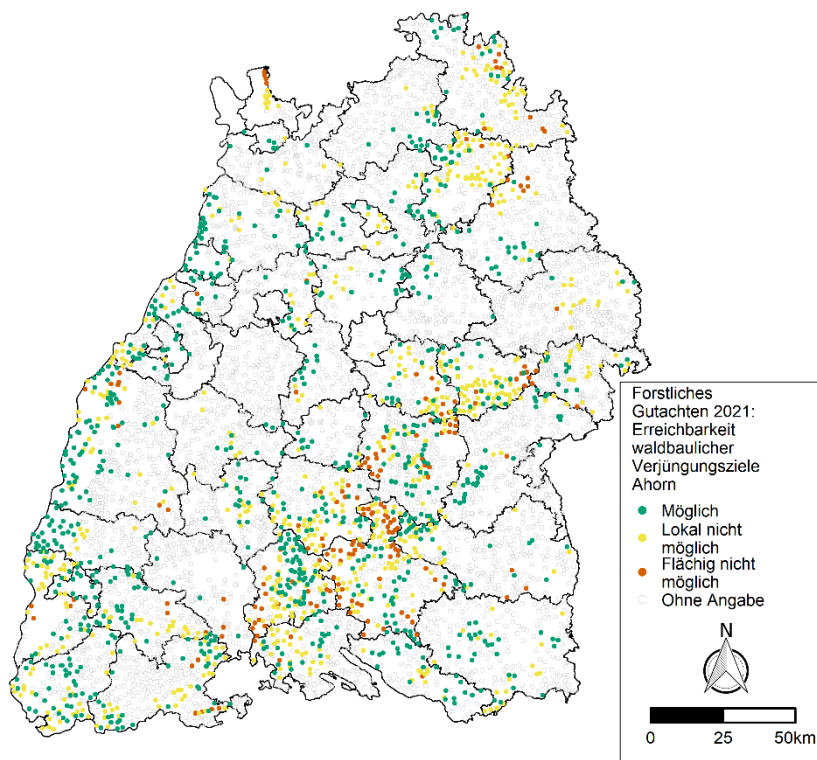 Forstliches
Gutachten 2021:
Erreichbarkeit
waldbaulicher
Verjüngungsziele
Ahorn
Möglich
Lokal nicht
möglich
Flächig nicht
möglich
Ohne Angabe
N
0 25 50km